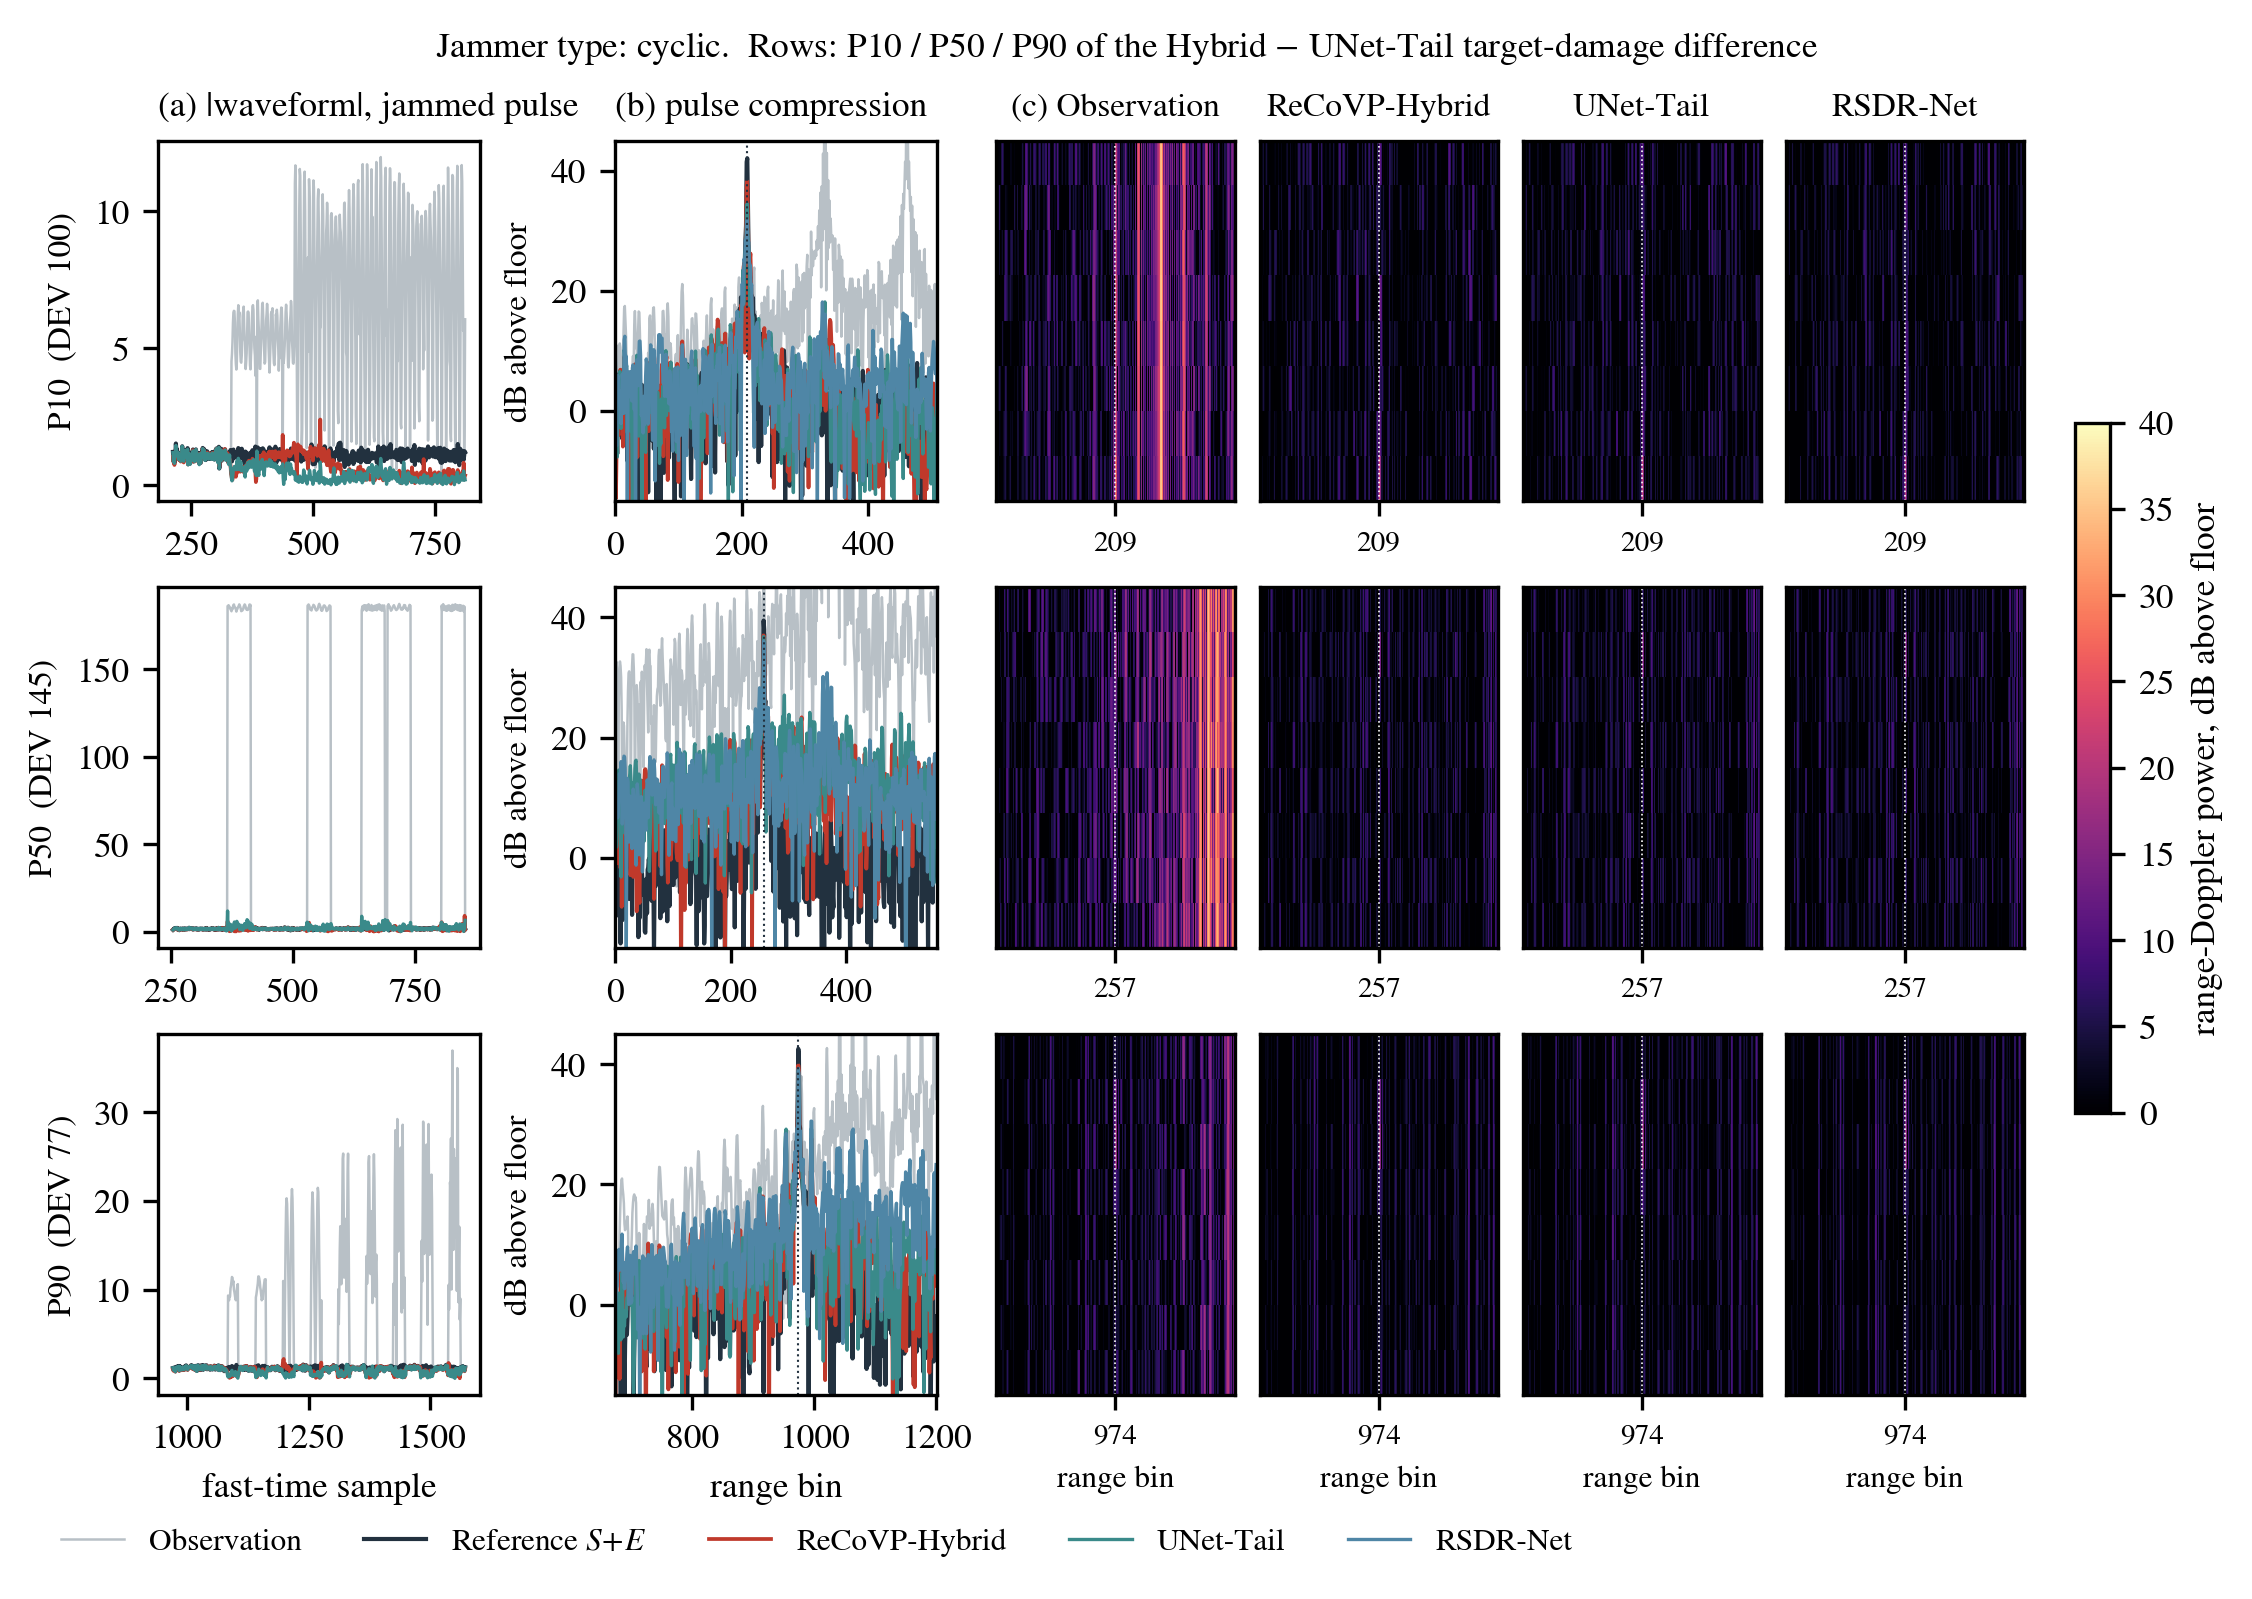 Jammer type: cyclic.  Rows: P10 / P50 / P90 of the Hybrid − UNet-Tail target-damage difference
(a) |waveform|, jammed pulse
(b) pulse compression
(c) Observation
ReCoVP-Hybrid
UNet-Tail
RSDR-Net
P10 (DEV 100)
10
5
0
250 500 750
dB above floor
40
20
0
0 200 400
209
209
209
209
P50 (DEV 145)
150
100
50
0
250 500 750
dB above floor
40
20
0
0 200 400
257
257
257
257
P90 (DEV 77)
30
20
10
0
1000 1250 1500
fast-time sample
dB above floor
40
20
0
800 1000 1200
range bin
974
range bin
974
range bin
974
range bin
974
range bin
40
35
30
25
20
15
10
5
0
range-Doppler power, dB above floor
Observation
Reference S+E
ReCoVP-Hybrid
UNet-Tail
RSDR-Net